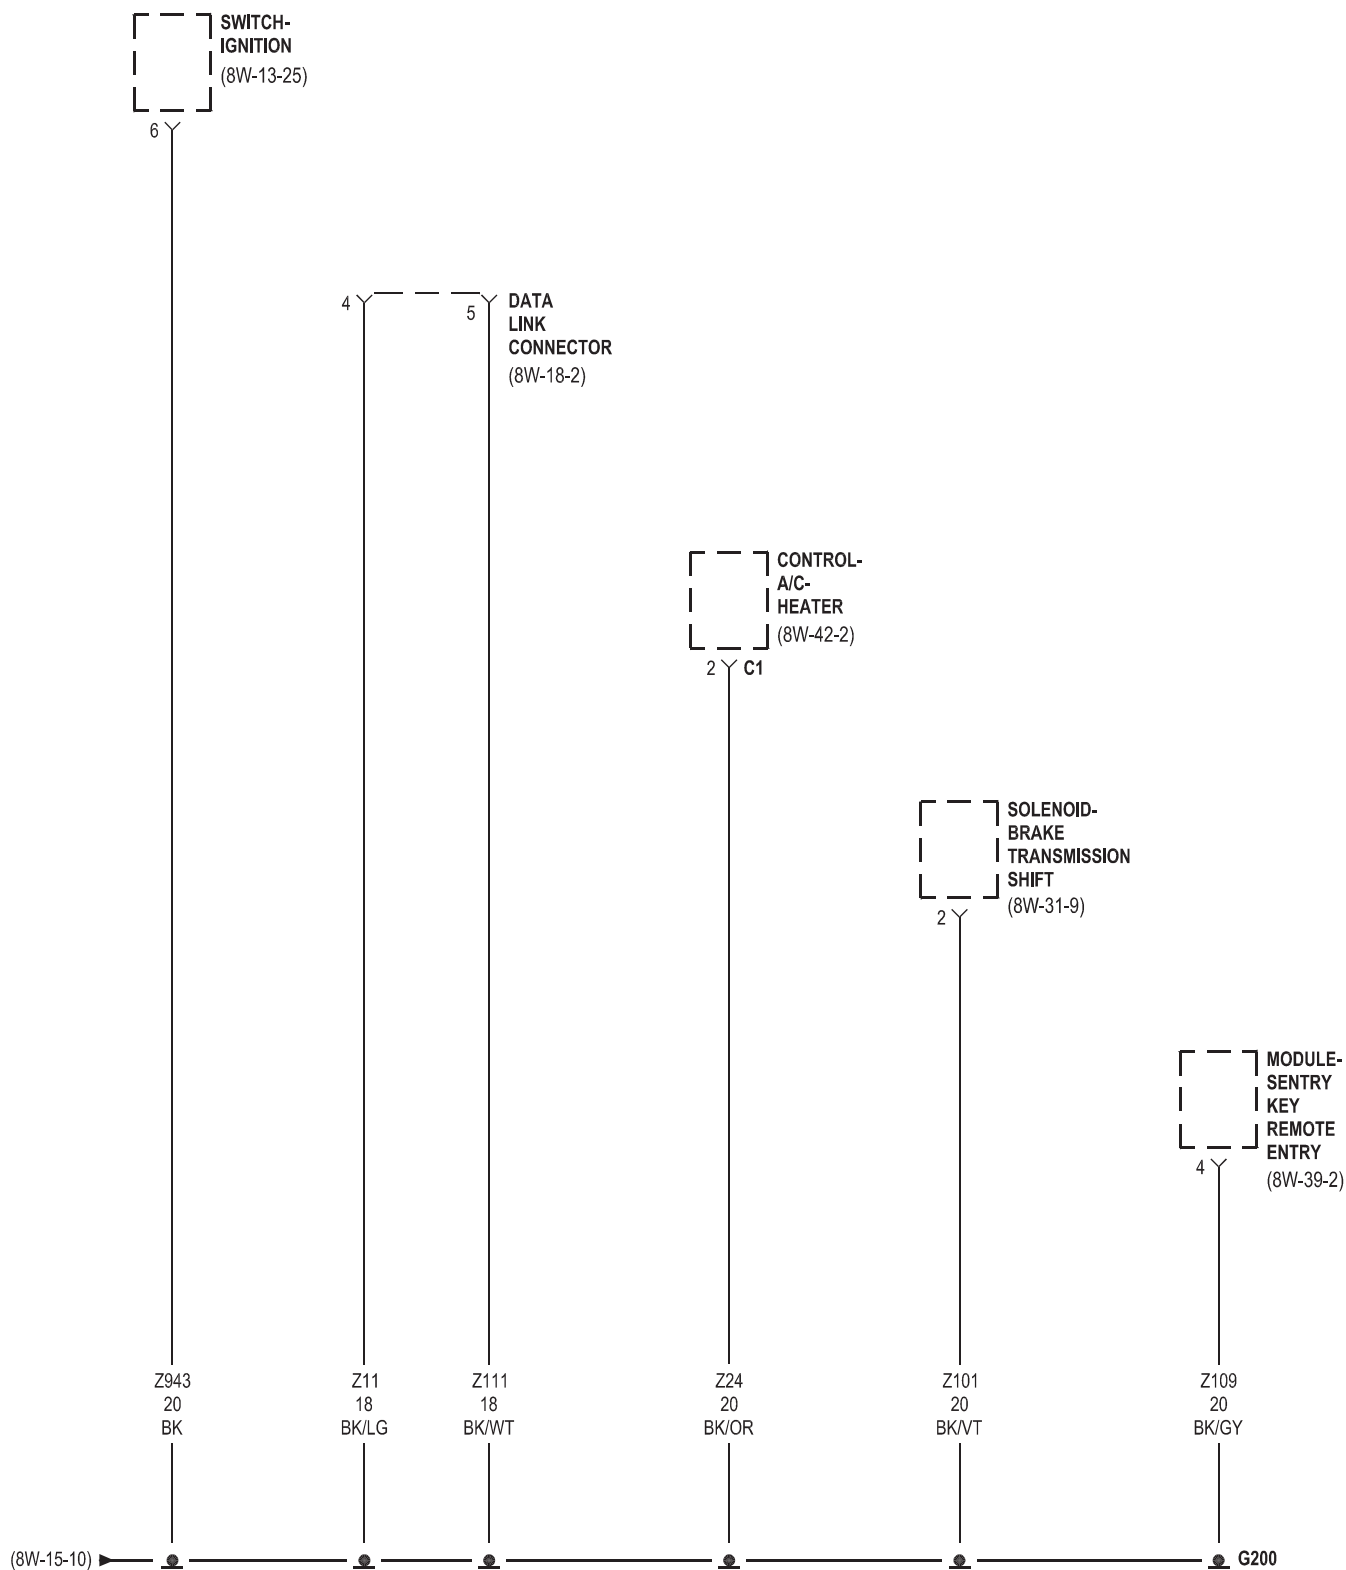 SWITCH-
IGNITION
(8W-13-25)
6
4
5
DATA
LINK
CONNECTOR
(8W-18-2)
CONTROL-
A/C-
HEATER
(8W-42-2)
2
C1
SOLENOID-
BRAKE
TRANSMISSION
SHIFT
(8W-31-9)
2
MODULE-
SENTRY
KEY
REMOTE
ENTRY
(8W-39-2)
4
Z943
20
BK
Z11
18
BK/LG
Z111
18
BK/WT
Z24
20
BK/OR
Z101
20
BK/VT
Z109
20
BK/GY
(8W-15-10)
G200